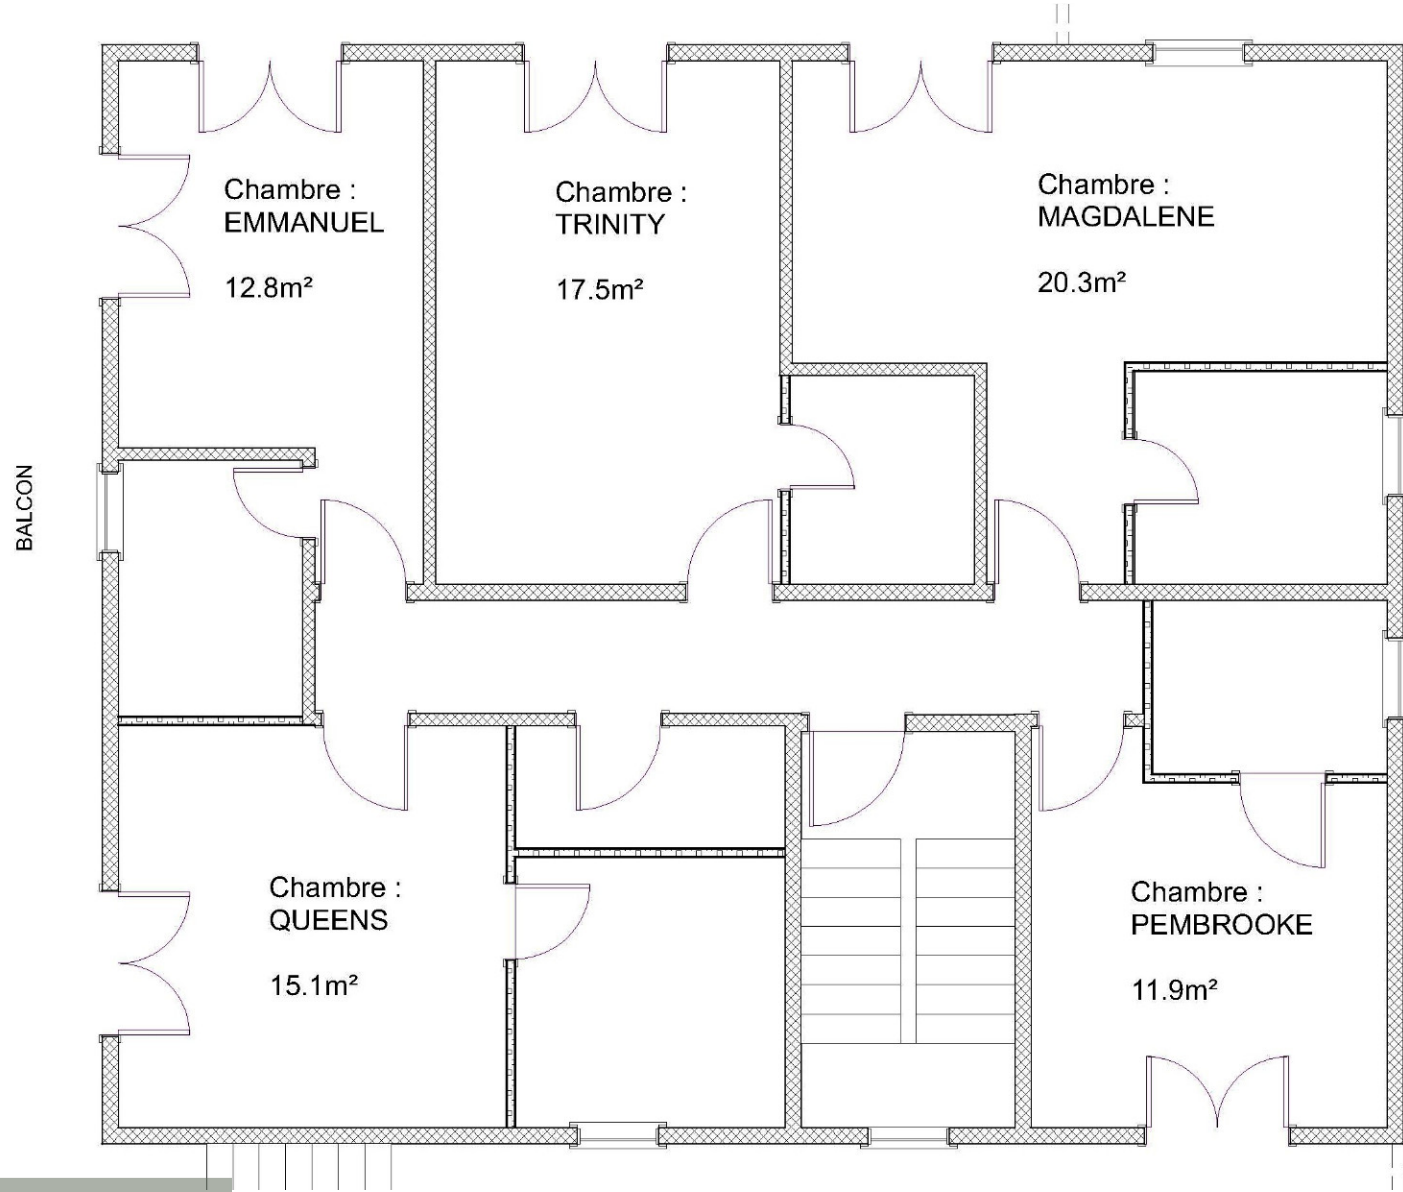 Chambre :
EMMANUEL
12.8m²
Chambre :
TRINITY
17.5m²
Chambre :
MAGDALENE
20.3m²
BALCON
Chambre :
QUEENS
15.1m²
Chambre :
PEMBROOKE
11.9m²